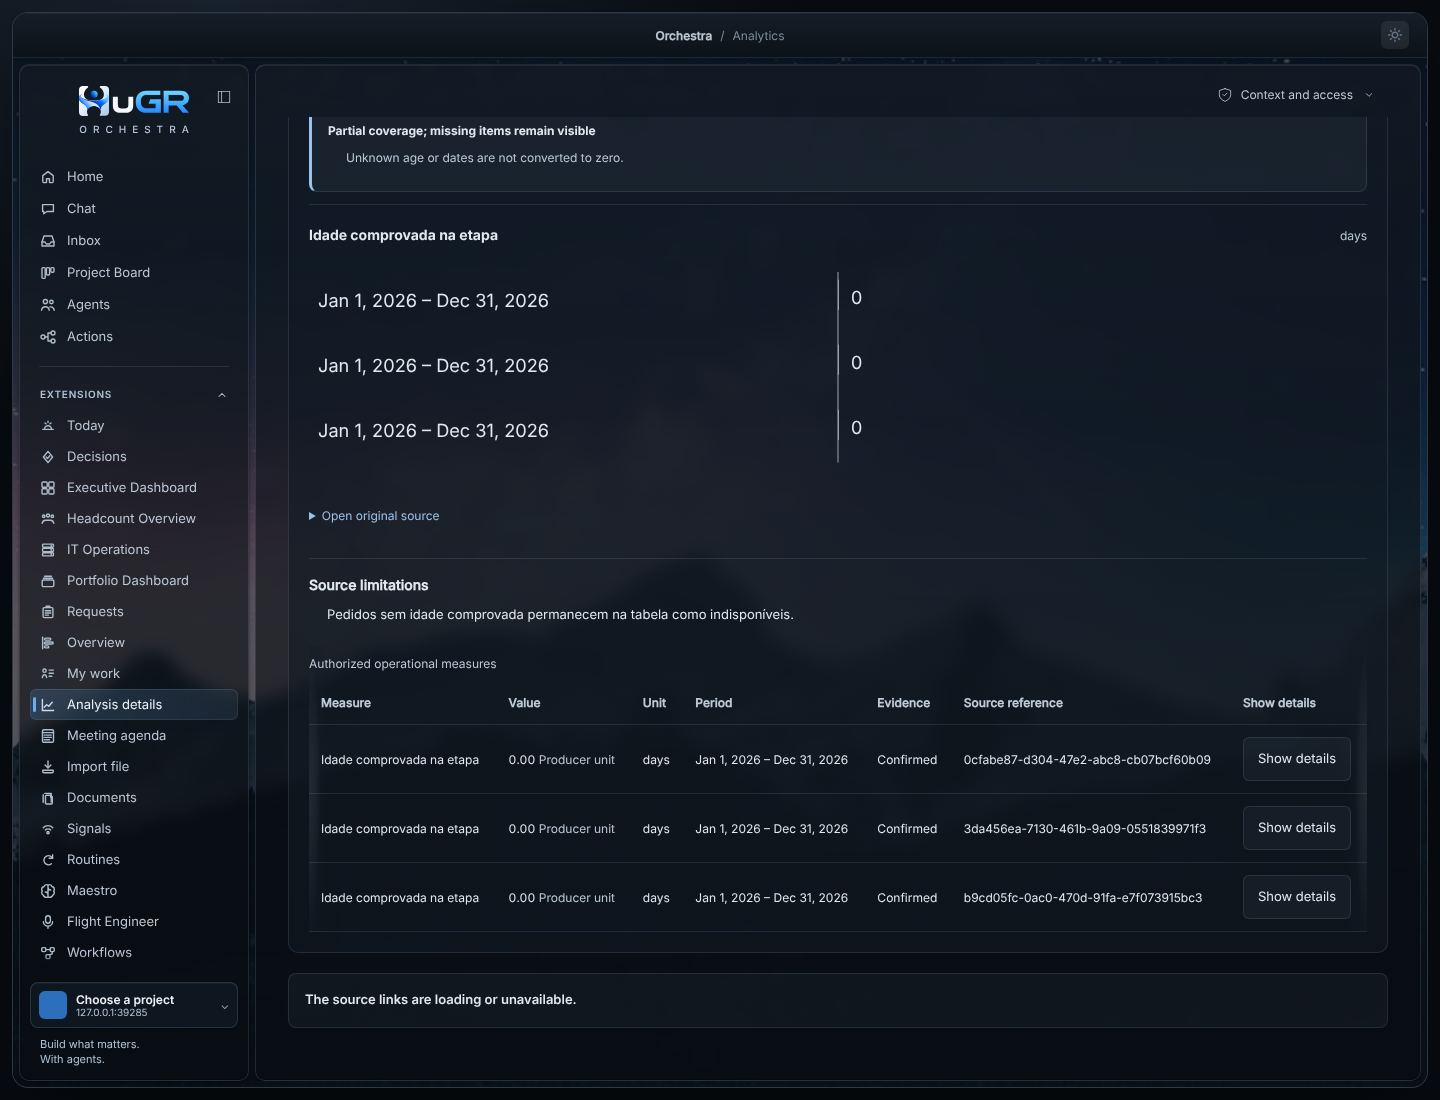 Orchestra / Analytics
HuGR
ORCHESTRA
Context and access
Home
Chat
Inbox
Project Board
Agents
Actions
EXTENSIONS
Today
Decisions
Executive Dashboard
Headcount Overview
IT Operations
Portfolio Dashboard
Requests
Overview
My work
Analysis details
Meeting agenda
Import file
Documents
Signals
Routines
Maestro
Flight Engineer
Workflows
Choose a project
127.0.0.1:39285
Build what matters.
With agents.
Partial coverage; missing items remain visible
Unknown age or dates are not converted to zero.
Idade comprovada na etapa days
Jan 1, 2026 – Dec 31, 2026 0
Jan 1, 2026 – Dec 31, 2026 0
Jan 1, 2026 – Dec 31, 2026 0
Open original source
Source limitations
Pedidos sem idade comprovada permanecem na tabela como indisponíveis.
Authorized operational measures
Measure Value Unit Period Evidence Source reference Show details
Idade comprovada na etapa 0.00 Producer unit days Jan 1, 2026 – Dec 31, 2026 Confirmed 0cfabe87-d304-47e2-abc8-cb07bcf60b09 Show details
Idade comprovada na etapa 0.00 Producer unit days Jan 1, 2026 – Dec 31, 2026 Confirmed 3da456ea-7130-461b-9a09-0551839971f3 Show details
Idade comprovada na etapa 0.00 Producer unit days Jan 1, 2026 – Dec 31, 2026 Confirmed b9cd05fc-0ac0-470d-91fa-e7f073915bc3 Show details
The source links are loading or unavailable.